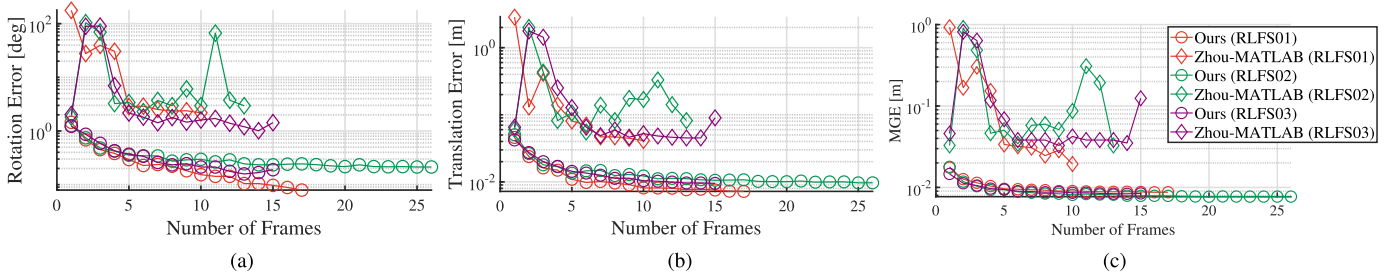 Rotation Error [deg]
10^2
10^0
0 5 10 15 20 25
Number of Frames
(a)
Translation Error [m]
10^0
10^-2
0 5 10 15 20 25
Number of Frames
(b)
MGE [m]
10^0
10^-1
10^-2
0 5 10 15 20 25
Number of Frames
(c)
Ours (RLFS01)
Zhou-MATLAB (RLFS01)
Ours (RLFS02)
Zhou-MATLAB (RLFS02)
Ours (RLFS03)
Zhou-MATLAB (RLFS03)